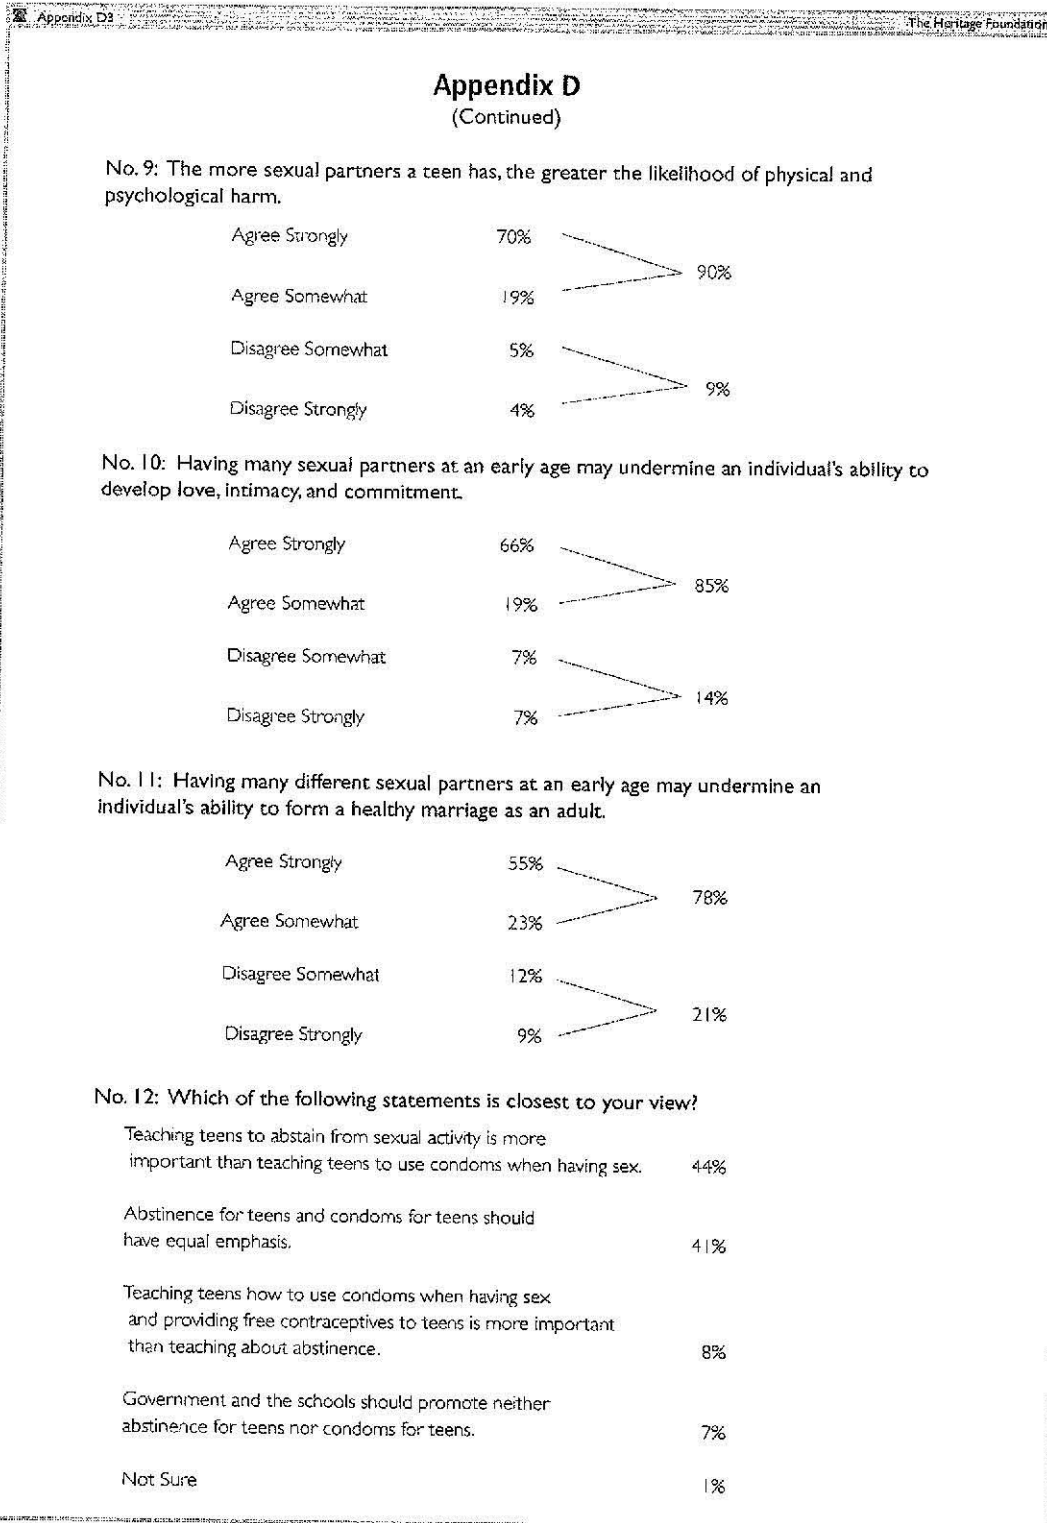 Appendix D3 The Heritage Foundation
Appendix D
(Continued)
No. 9: The more sexual partners a teen has, the greater the likelihood of physical and
psychological harm.
Agree Strongly 70%
90%
Agree Somewhat 19%
Disagree Somewhat 5%
9%
Disagree Strongly 4%
No. 10: Having many sexual partners at an early age may undermine an individual's ability to
develop love, intimacy, and commitment.
Agree Strongly 66%
85%
Agree Somewhat 19%
Disagree Somewhat 7%
14%
Disagree Strongly 7%
No. 11: Having many different sexual partners at an early age may undermine an
individual's ability to form a healthy marriage as an adult.
Agree Strongly 55%
78%
Agree Somewhat 23%
Disagree Somewhat 12%
21%
Disagree Strongly 9%
No. 12: Which of the following statements is closest to your view?
Teaching teens to abstain from sexual activity is more
important than teaching teens to use condoms when having sex. 44%
Abstinence for teens and condoms for teens should
have equal emphasis. 41%
Teaching teens how to use condoms when having sex
and providing free contraceptives to teens is more important
than teaching about abstinence. 8%
Government and the schools should promote neither
abstinence for teens nor condoms for teens. 7%
Not Sure 1%